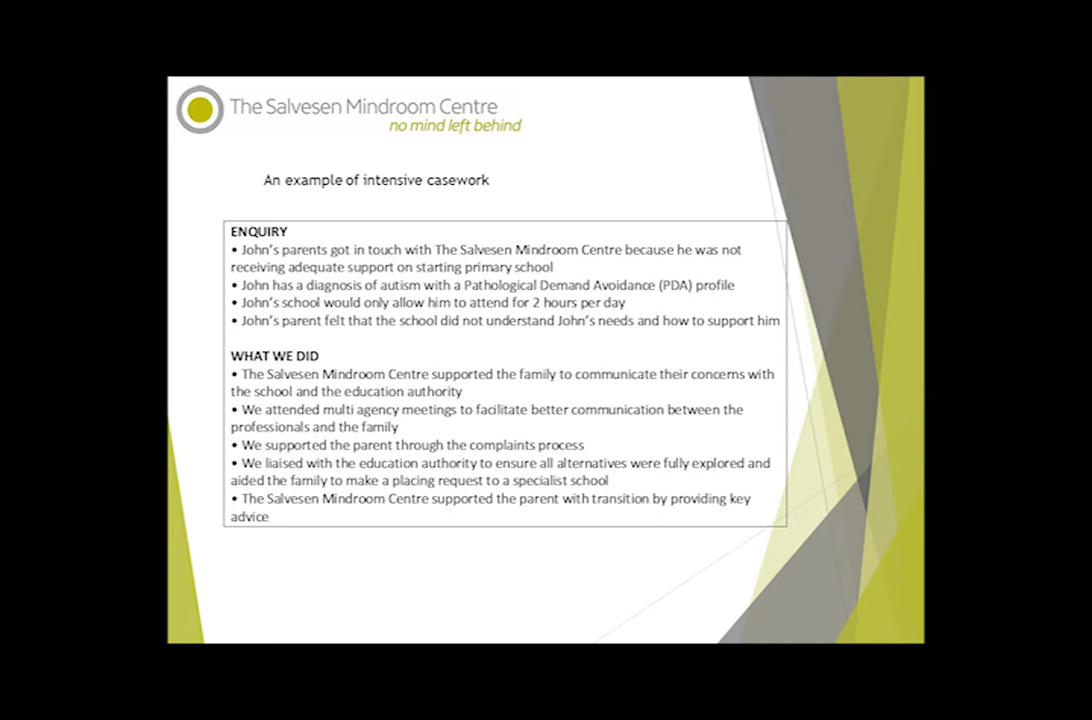 The Salvesen Mindroom Centre
no mind left behind
An example of intensive casework
ENQUIRY
• John's parents got in touch with The Salvesen Mindroom Centre because he was not
receiving adequate support on starting primary school
• John has a diagnosis of autism with a Pathological Demand Avoidance (PDA) profile
• John's school would only allow him to attend for 2 hours per day
• John's parent felt that the school did not understand John's needs and how to support him
WHAT WE DID
• The Salvesen Mindroom Centre supported the family to communicate their concerns with
the school and the education authority
• We attended multi agency meetings to facilitate better communication between the
professionals and the family
• We supported the parent through the complaints process
• We liaised with the education authority to ensure all alternatives were fully explored and
aided the family to make a placing request to a specialist school
• The Salvesen Mindroom Centre supported the parent with transition by providing key
advice